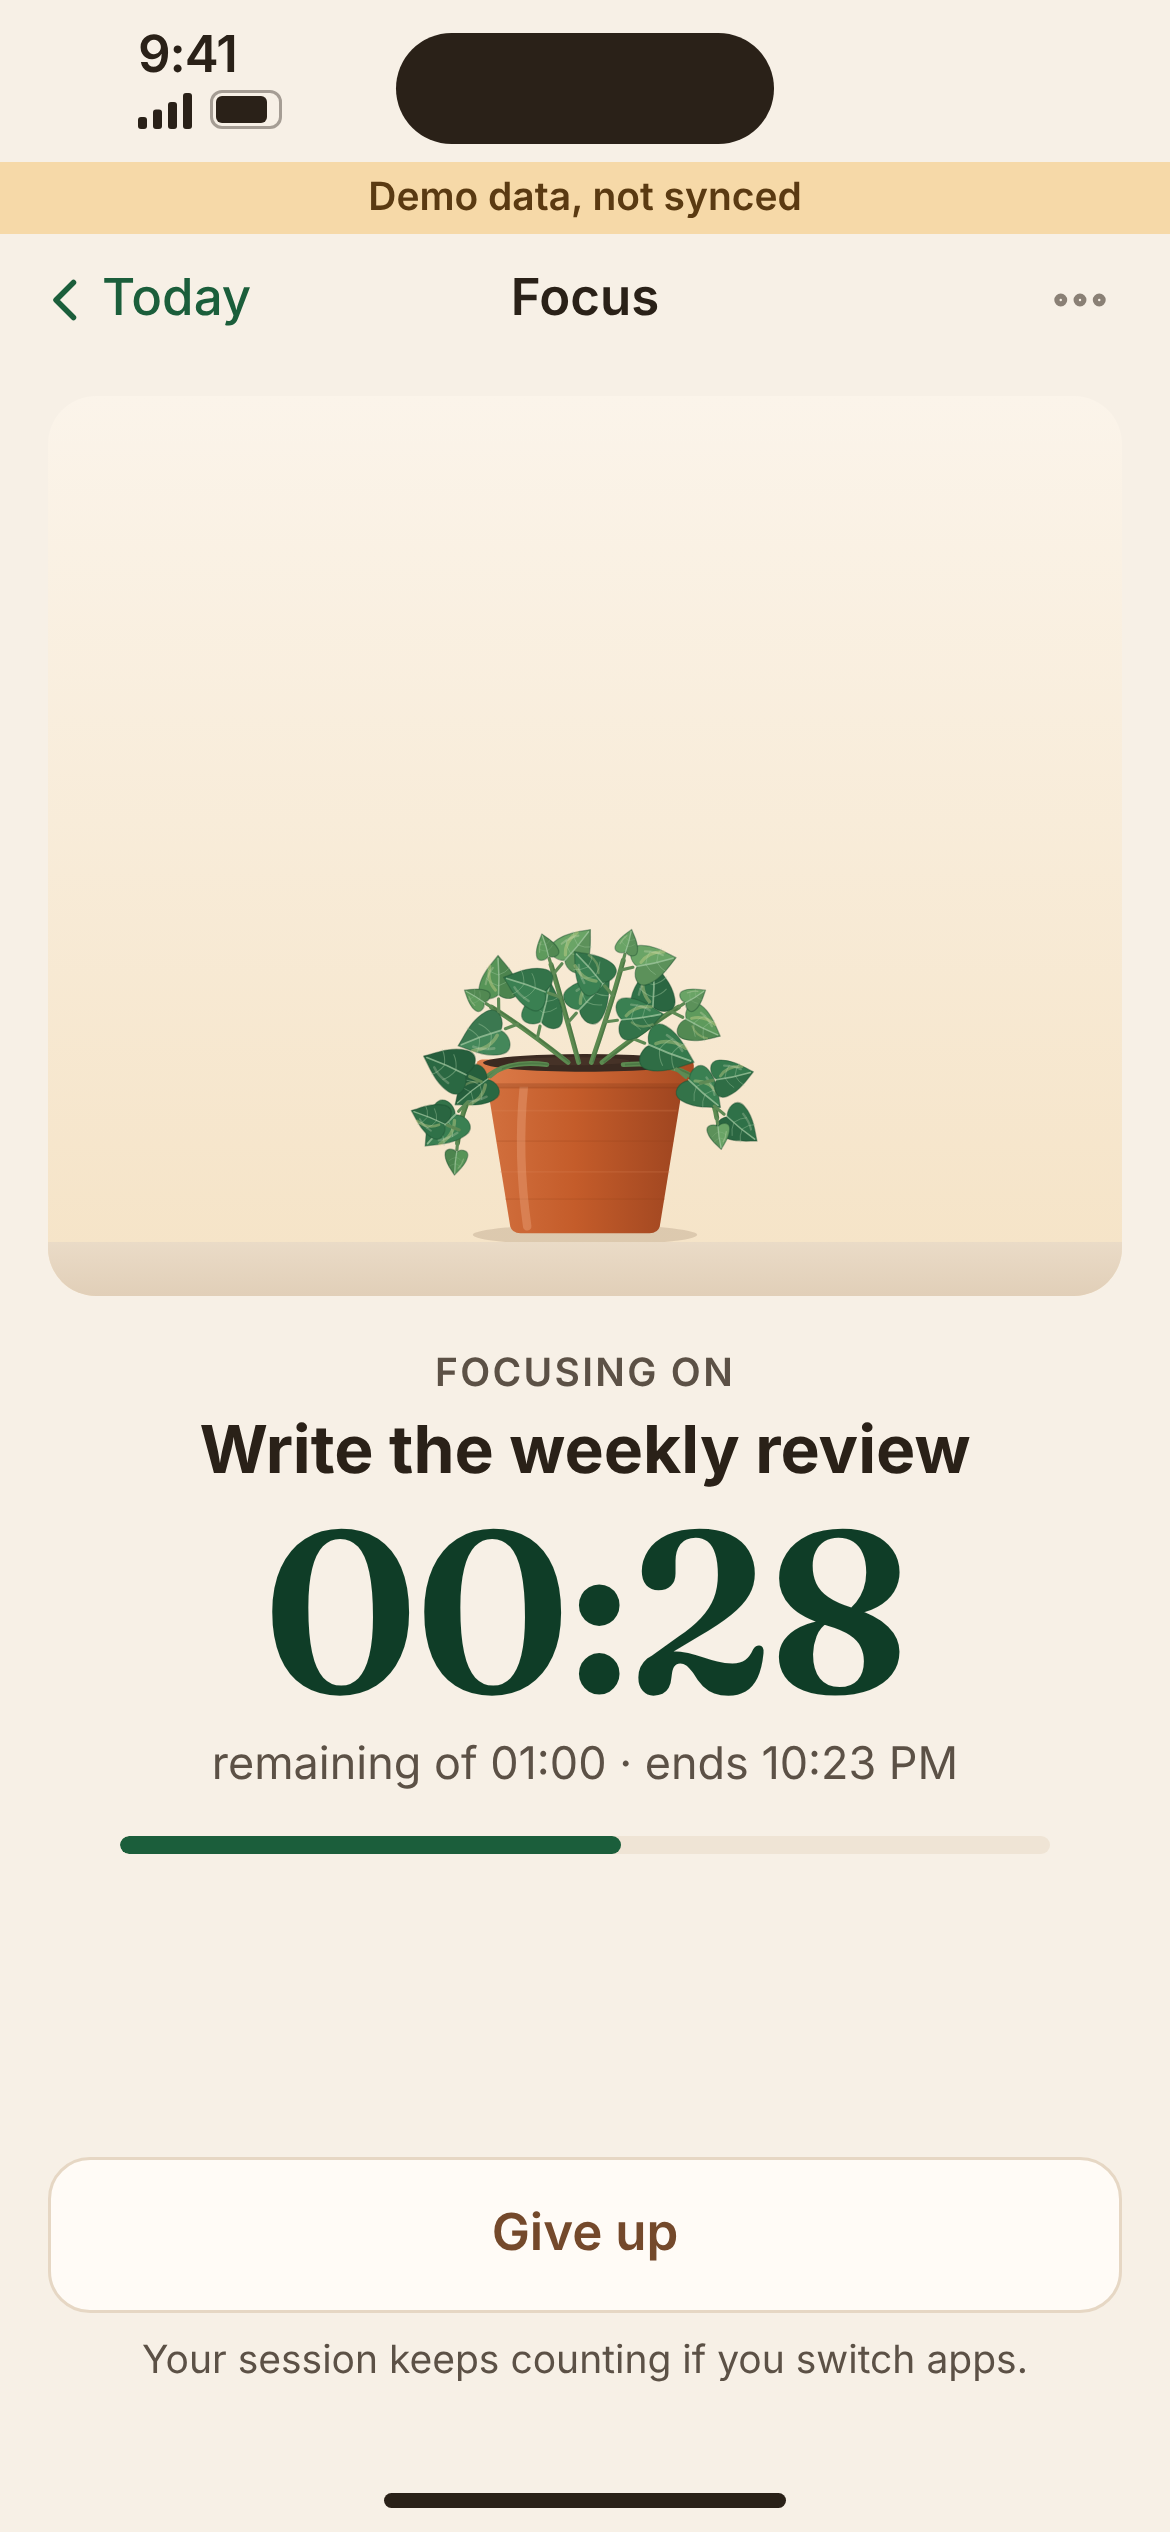 9:41
Demo data, not synced
Today
Focus
FOCUSING ON
Write the weekly review
00:28
remaining of 01:00 · ends 10:23 PM
Give up
Your session keeps counting if you switch apps.